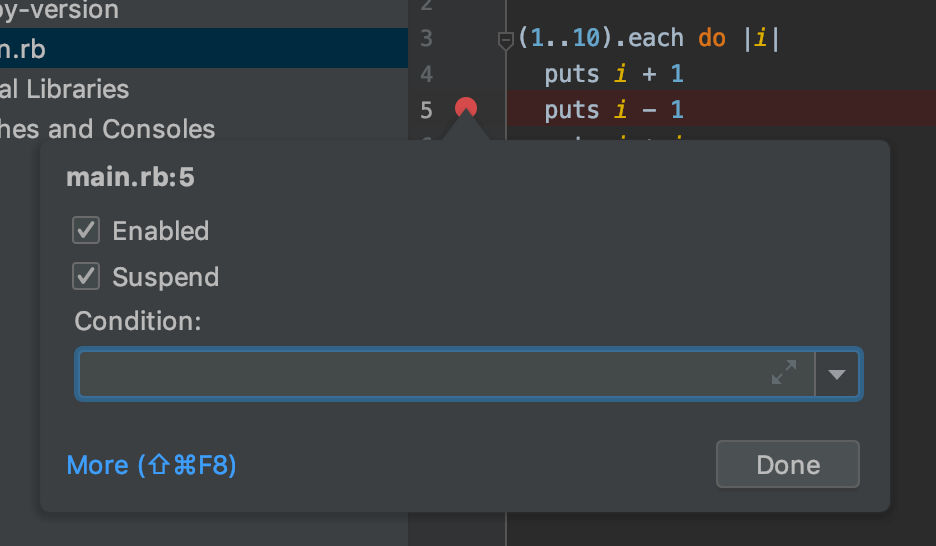 by-version
2
3 (1..10).each do |i|
n.rb
4 puts i + 1
al Libraries
5 puts i - 1
hes and Consoles
main.rb:5
Enabled
Suspend
Condition:
More (⇧⌘F8)
Done